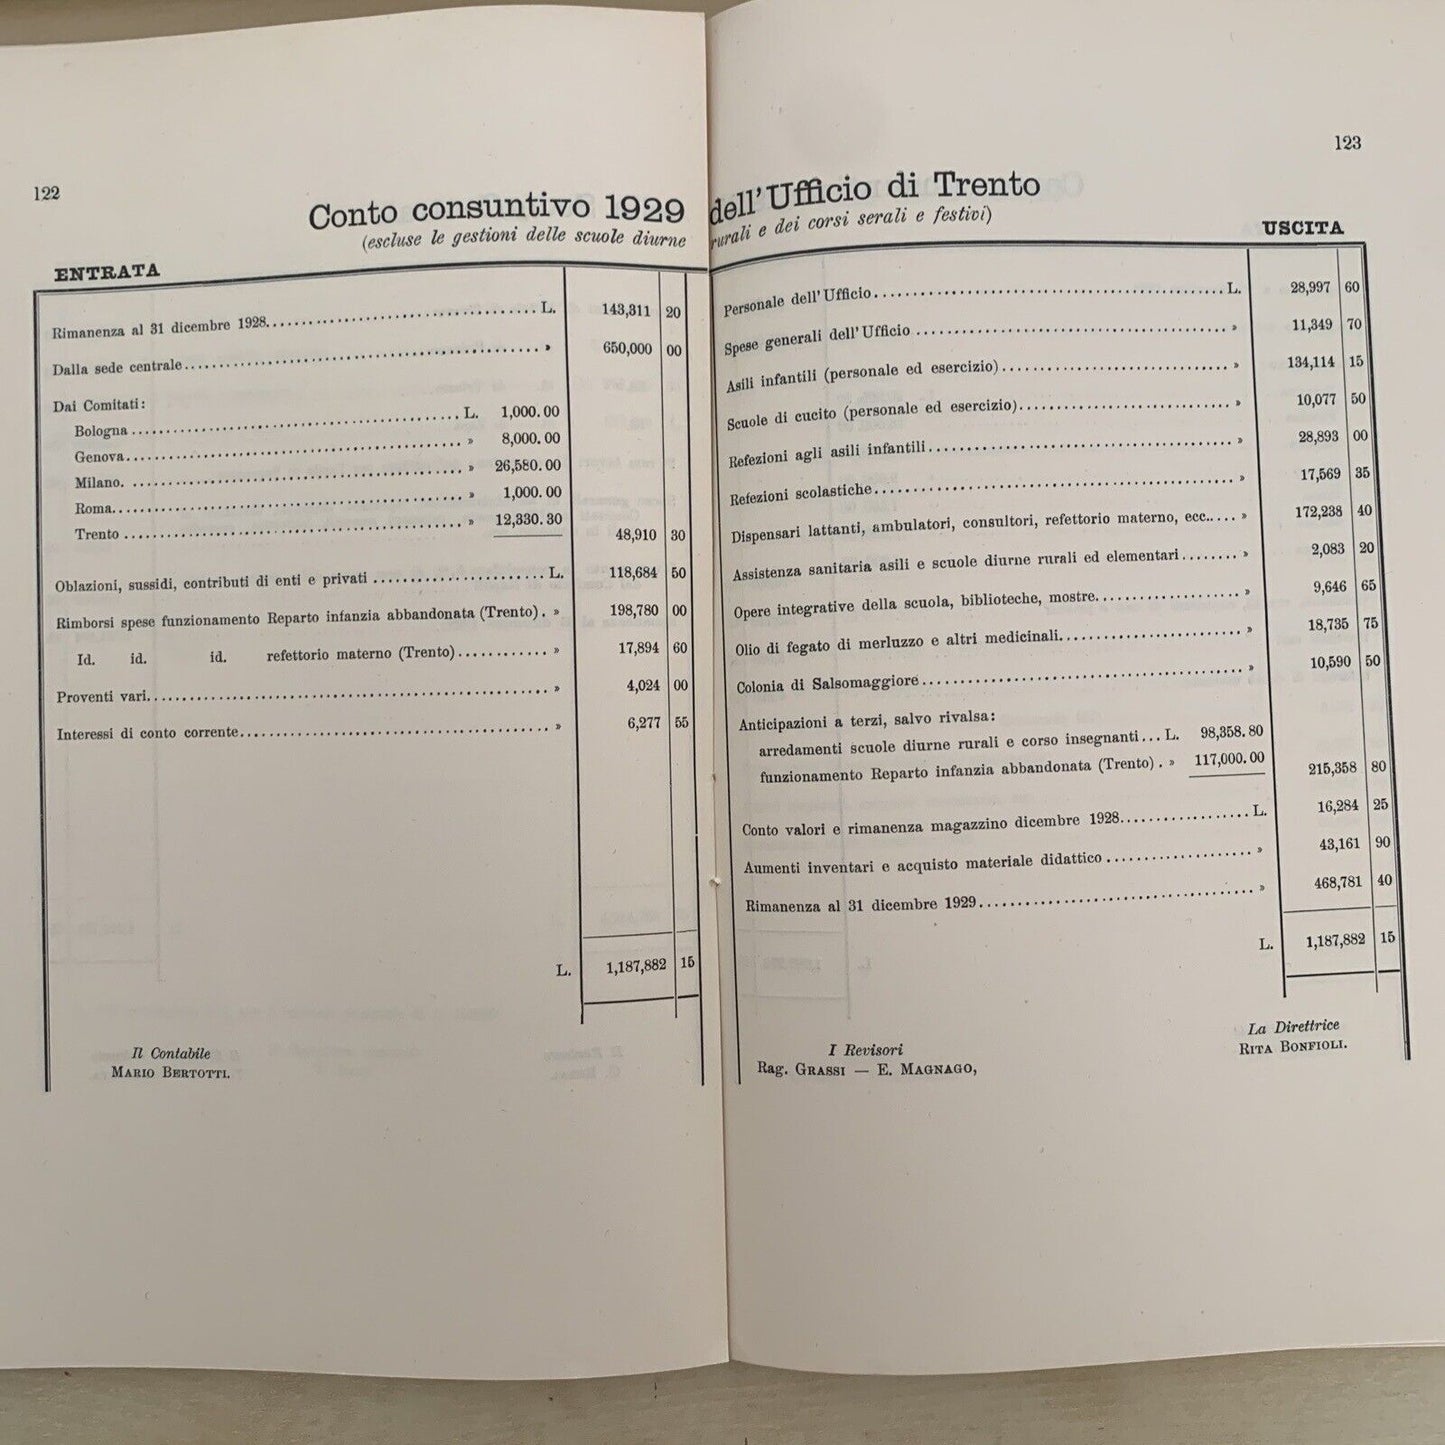 122
Conto consuntivo 1929
(escluse le gestioni delle scuole diurne
ENTRATA
Rimanenza al 31 dicembre 1928 L. 143,311 20
Dalla sede centrale » 650,000 00
Dai Comitati:
Bologna L. 1,000.00
Genova » 8,000.00
Milano » 26,580.00
Roma » 1,000.00
Trento » 12,330.30 48,910 30
Oblazioni, sussidi, contributi di enti e privati L. 118,684 50
Rimborsi spese funzionamento Reparto infanzia abbandonata (Trento) . » 198,780 00
Id. id. id. refettorio materno (Trento) » 17,894 60
Proventi vari » 4,024 00
Interessi di conto corrente » 6,277 55
L. 1,187,882 15
Il Contabile
MARIO BERTOTTI.
123
dell'Ufficio di Trento
rurali e dei corsi serali e festivi)
USCITA
Personale dell'Ufficio L. 28,997 60
Spese generali dell'Ufficio » 11,349 70
Asili infantili (personale ed esercizio) » 134,114 15
Scuole di cucito (personale ed esercizio) » 10,077 50
Refezioni agli asili infantili » 28,893 00
Refezioni scolastiche » 17,569 35
Dispensari lattanti, ambulatori, consultori, refettorio materno, ecc. » 172,238 40
Assistenza sanitaria asili e scuole diurne rurali ed elementari » 2,083 20
Opere integrative della scuola, biblioteche, mostre » 9,646 65
Olio di fegato di merluzzo e altri medicinali » 18,735 75
Colonia di Salsomaggiore » 10,590 50
Anticipazioni a terzi, salvo rivalsa:
arredamenti scuole diurne rurali e corso insegnanti ... L. 98,358.80
funzionamento Reparto infanzia abbandonata (Trento) . » 117,000.00 215,358 80
Conto valori e rimanenza magazzino dicembre 1928 L. 16,284 25
Aumenti inventari e acquisto materiale didattico » 43,161 90
Rimanenza al 31 dicembre 1929 » 468,781 40
L. 1,187,882 15
I Revisori
Rag. GRASSI — E. MAGNAGO,
La Direttrice
RITA BONFIOLI.